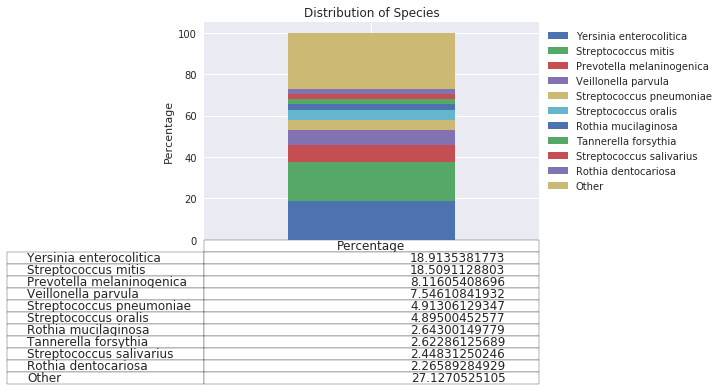 Distribution of Species
100
80
60
40
20
0
Percentage
Yersinia enterocolitica
Streptococcus mitis
Prevotella melaninogenica
Veillonella parvula
Streptococcus pneumoniae
Streptococcus oralis
Rothia mucilaginosa
Tannerella forsythia
Streptococcus salivarius
Rothia dentocariosa
Other
Percentage
Yersinia enterocolitica 18.9135381773
Streptococcus mitis 18.5091128803
Prevotella melaninogenica 8.11605408696
Veillonella parvula 7.54610841932
Streptococcus pneumoniae 4.91306129347
Streptococcus oralis 4.89500452577
Rothia mucilaginosa 2.64300149779
Tannerella forsythia 2.62286125689
Streptococcus salivarius 2.44831250246
Rothia dentocariosa 2.26589284929
Other 27.1270525105